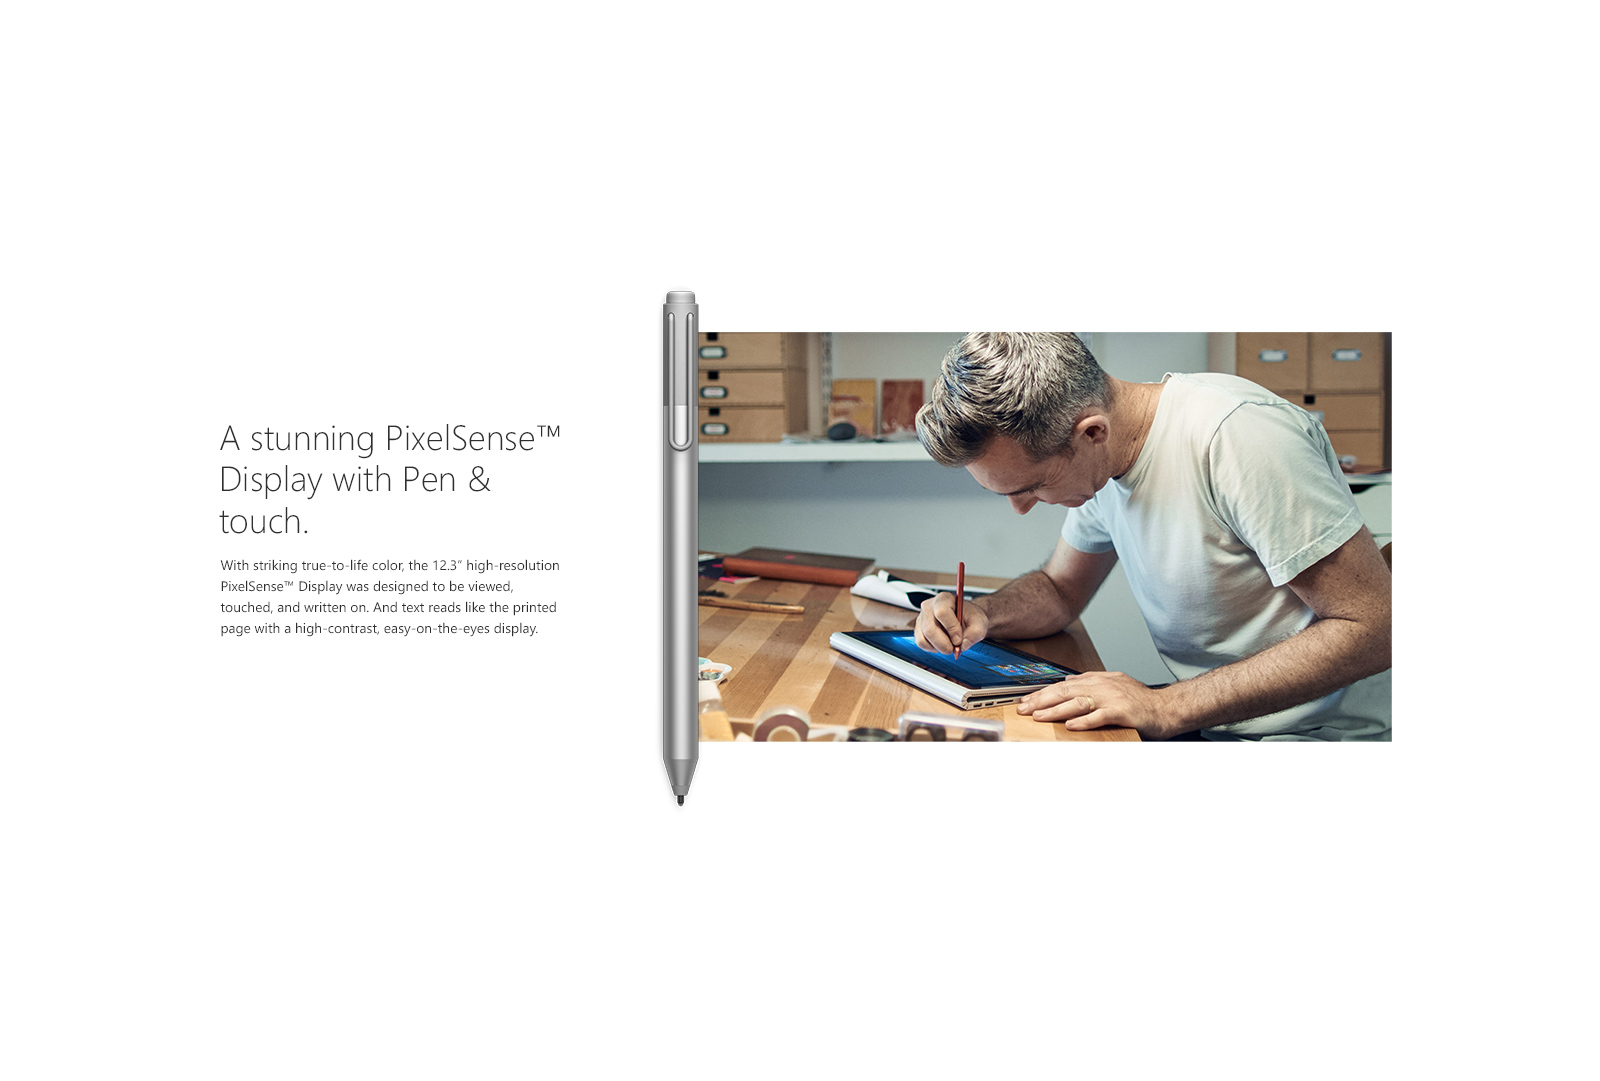 A stunning PixelSense™
Display with Pen &
touch.
With striking true-to-life color, the 12.3″ high-resolution
PixelSense™ Display was designed to be viewed,
touched, and written on. And text reads like the printed
page with a high-contrast, easy-on-the-eyes display.